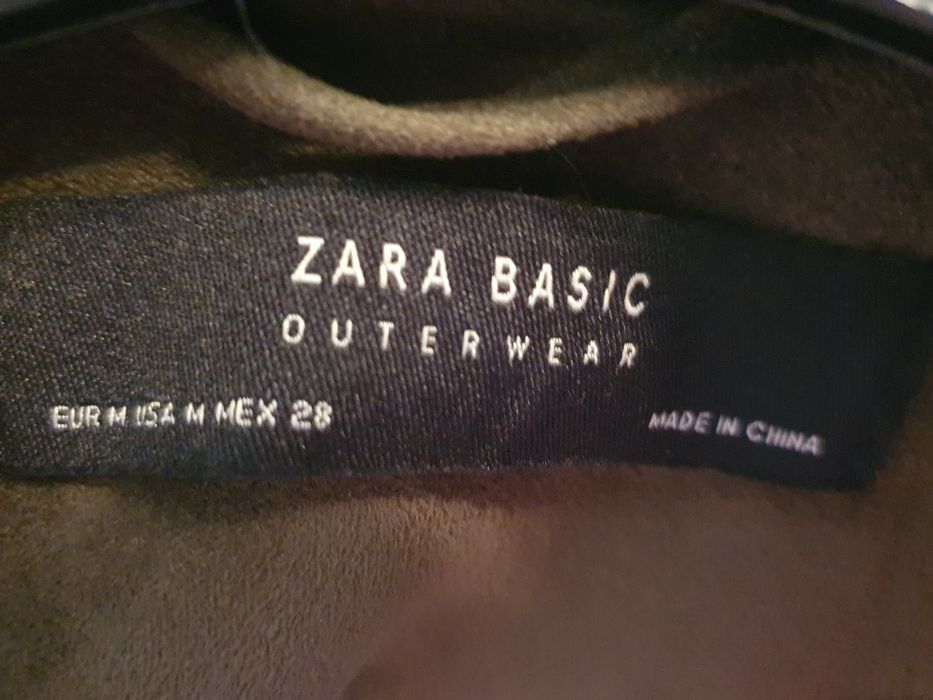 ZARA BASIC
OUTERWEAR
EUR M USA M MEX 28
MADE IN CHINA